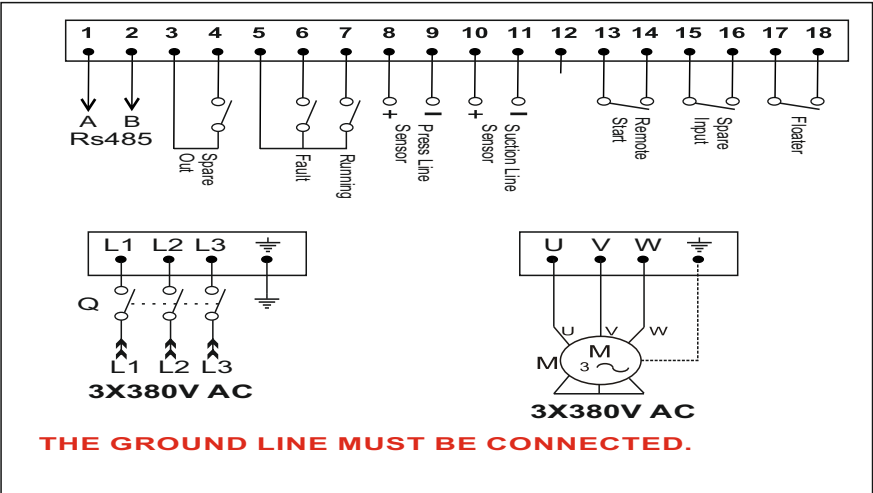 1 2 3 4 5 6 7 8 9 10 11 12 13 14 15 16 17 18
A B
Rs485
Spare
Out
Fault
Running
+ −
Press Line
Sensor
+ −
Suction Line
Sensor
Remote
Start
Spare
Input
Floater
L1 L2 L3
Q
L1 L2 L3
3X380V AC
U V W
U V W
M
M
3
3X380V AC
THE GROUND LINE MUST BE CONNECTED.